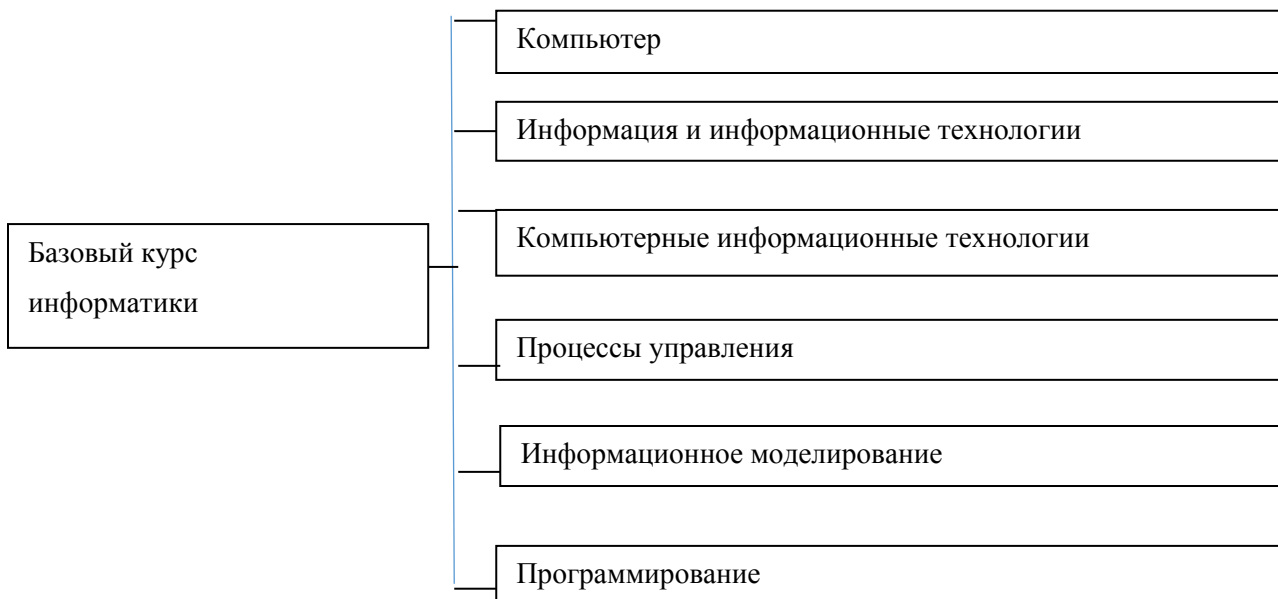 Компьютер
Информация и информационные технологии
Компьютерные информационные технологии
Базовый курс
информатики
Процессы управления
Информационное моделирование
Программирование